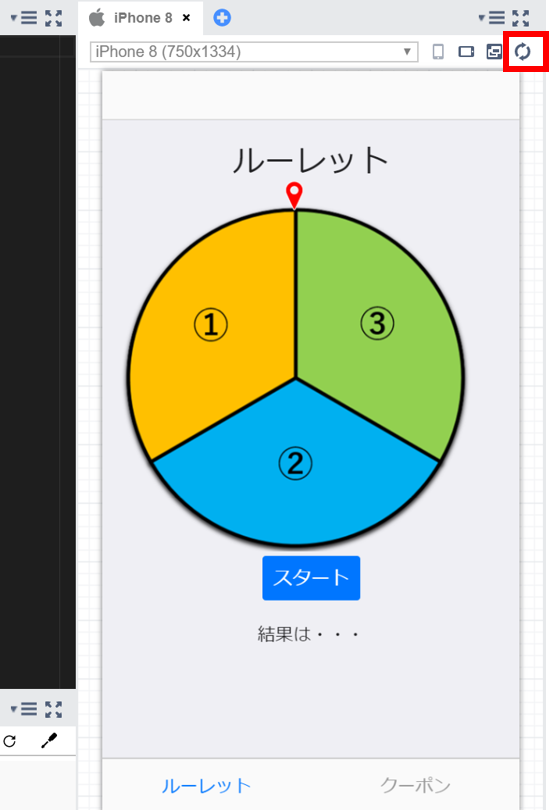 iPhone 8
iPhone 8 (750x1334)
ルーレット
①
③
②
スタート
結果は・・・
ルーレット
クーポン